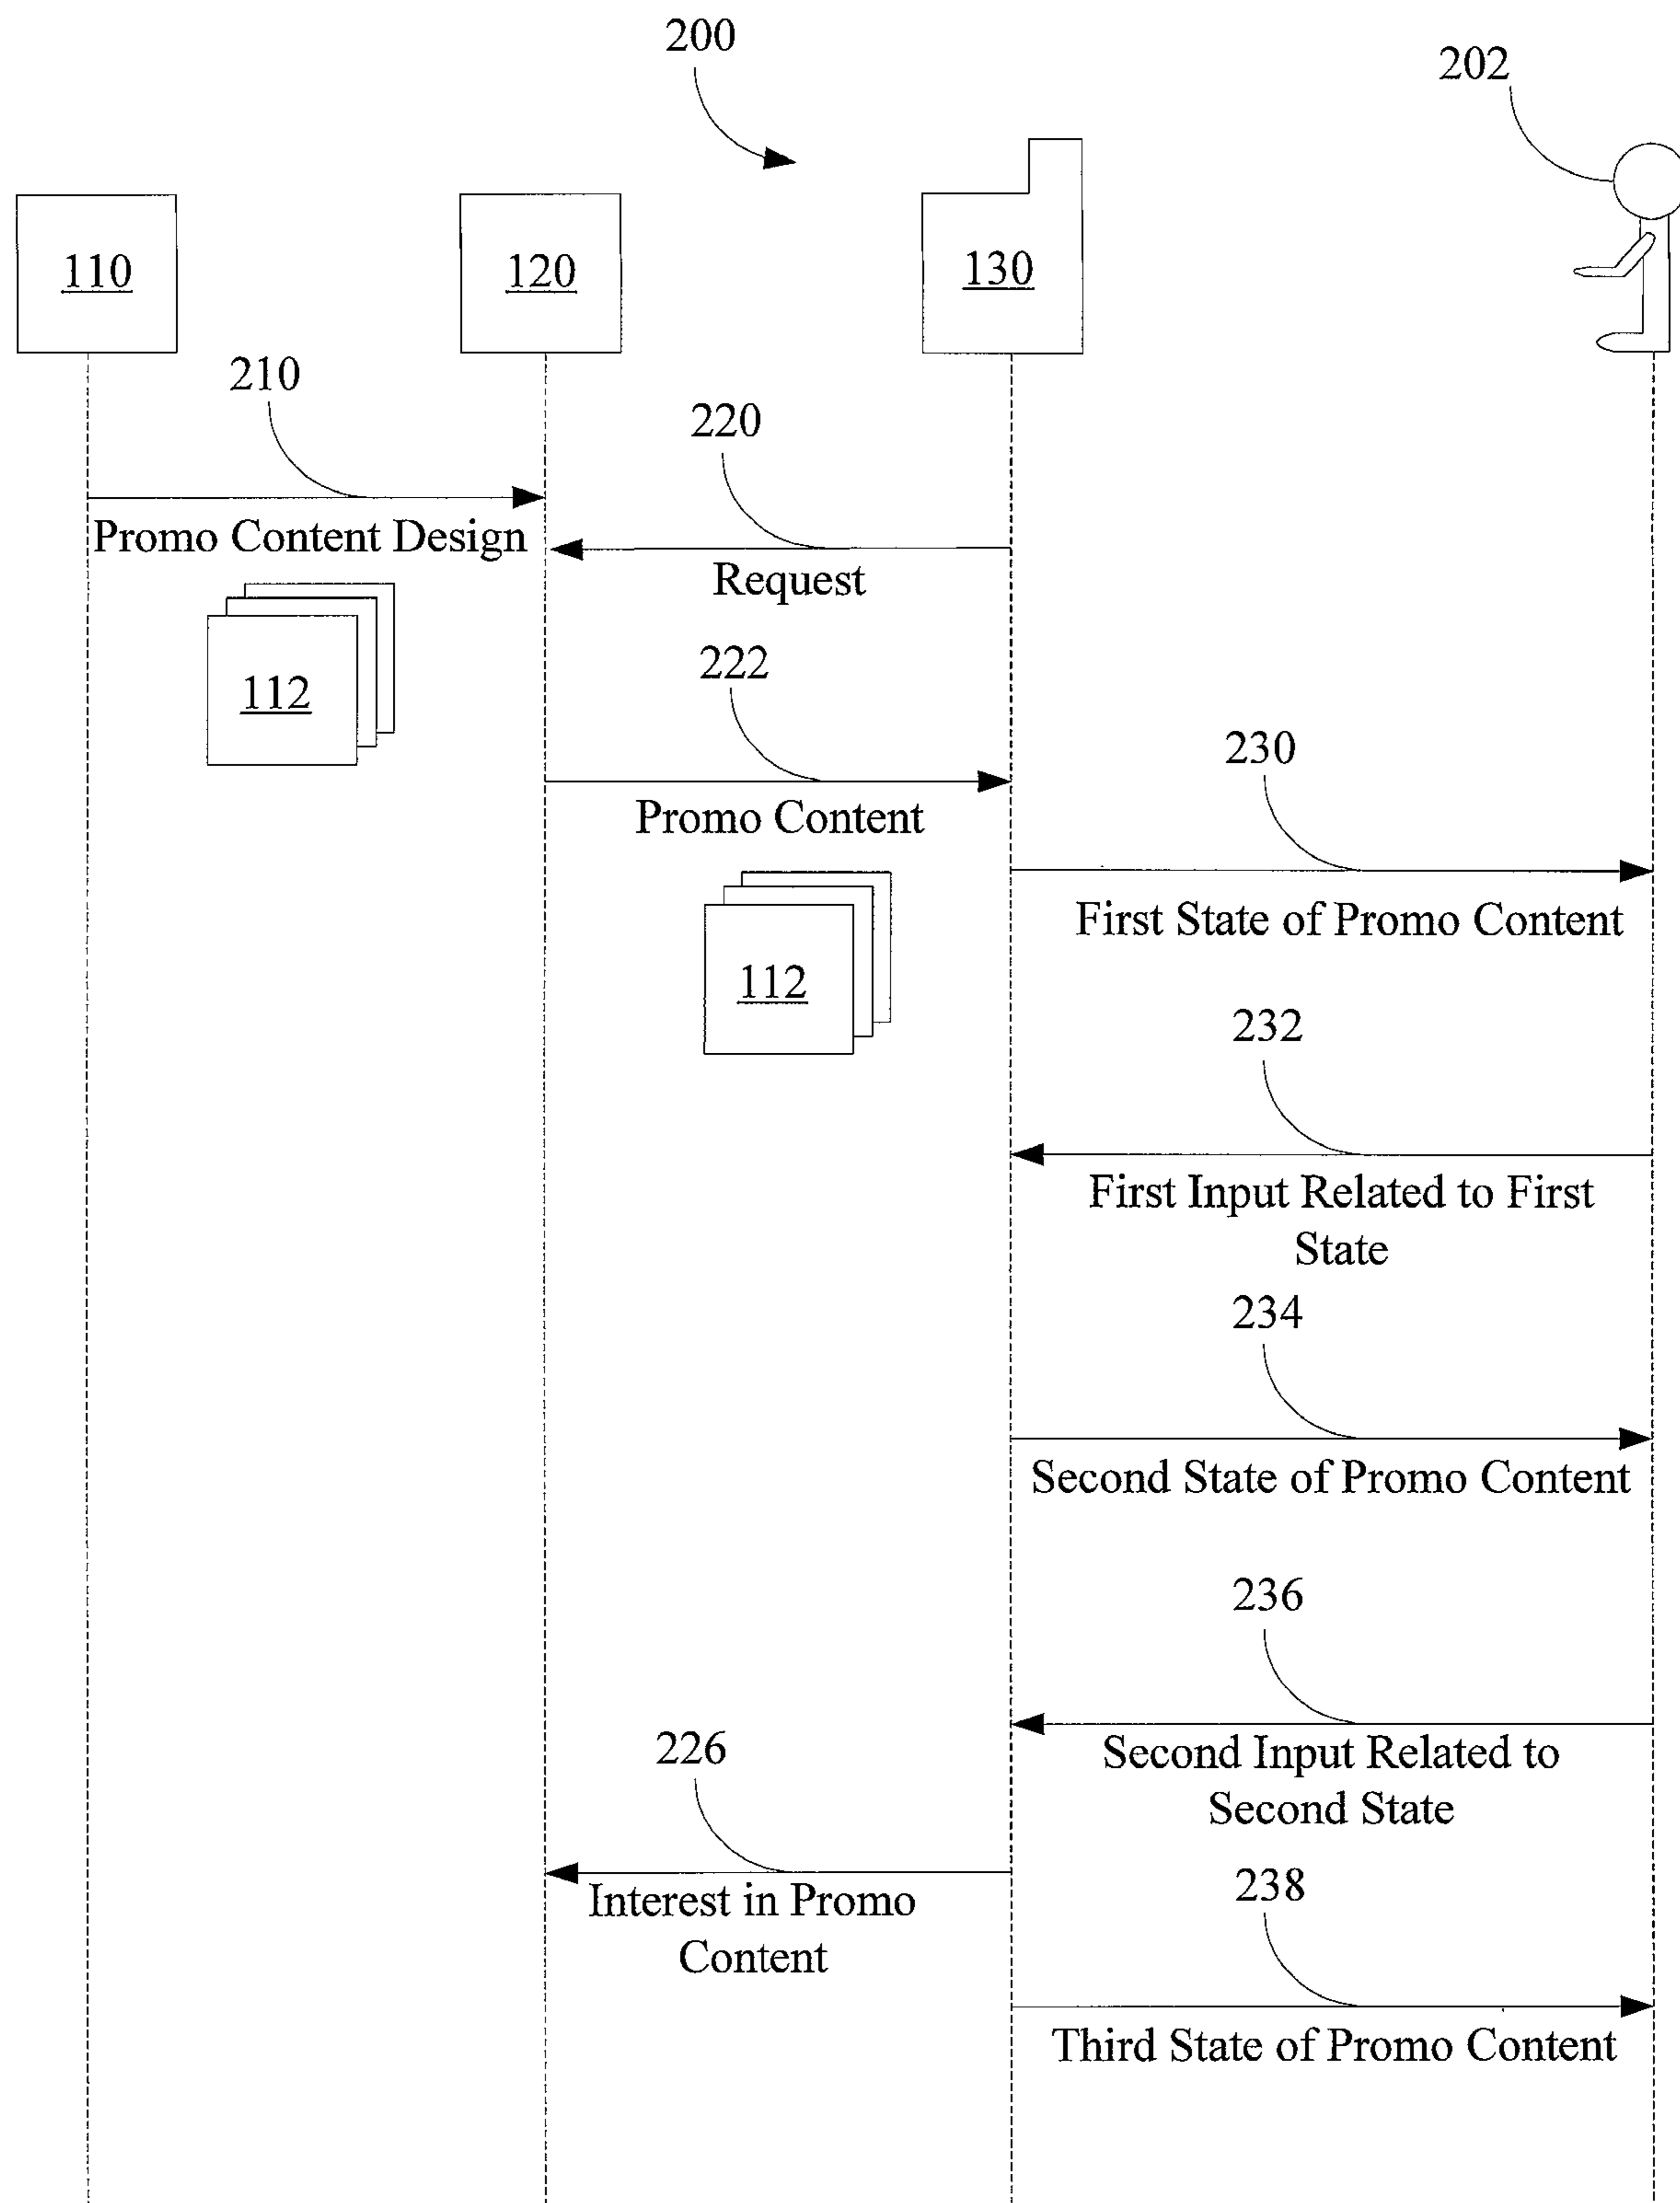 200
202
110
120
130
210
220
Promo Content Design
Request
112
222
230
Promo Content
First State of Promo Content
112
232
First Input Related to First
State
234
Second State of Promo Content
236
Second Input Related to
Second State
226
Interest in Promo
Content
238
Third State of Promo Content